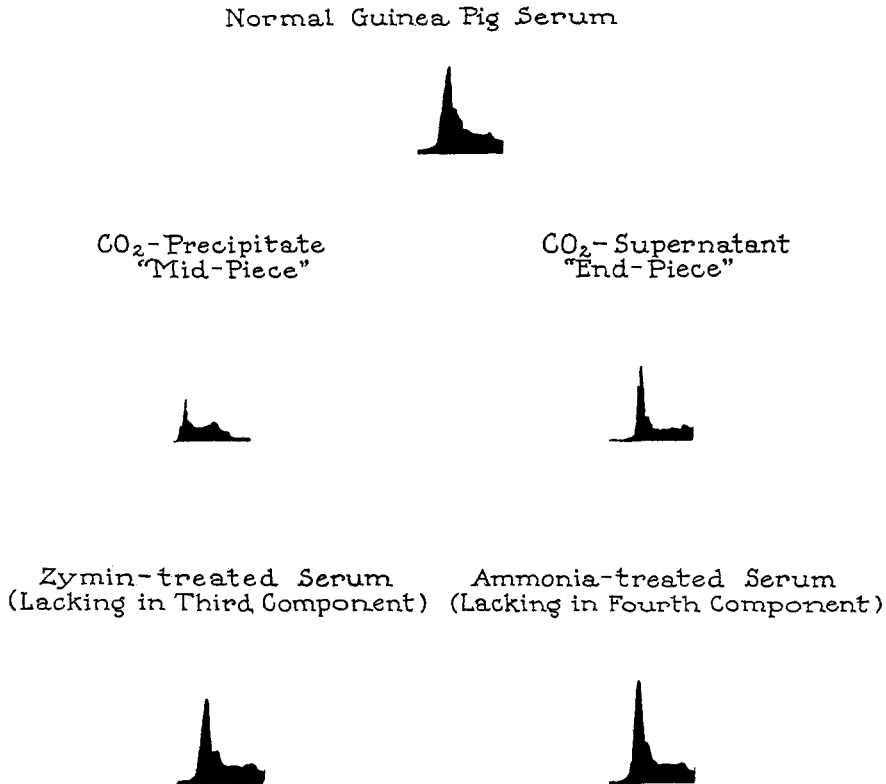 Normal Guinea Pig Serum
CO₂-Precipitate
"Mid-Piece"
CO₂-Supernatant
"End-Piece"
Zymin-treated Serum
(Lacking in Third Component)
Ammonia-treated Serum
(Lacking in Fourth Component)